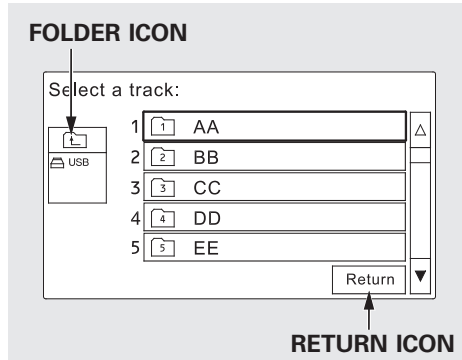 FOLDER ICON
Select a track:
USB
1 1 AA
2 2 BB
3 3 CC
4 4 DD
5 5 EE
Return
RETURN ICON